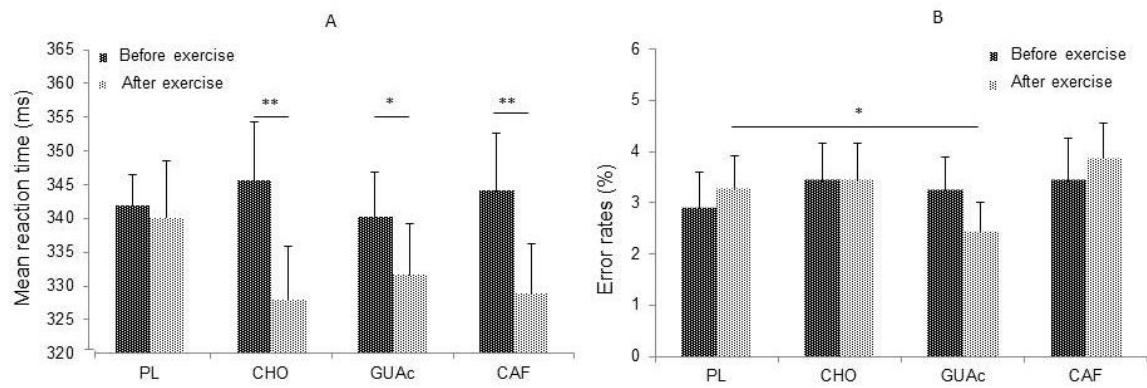 A
Mean reaction time (ms)
365
360
355
350
345
340
335
330
325
320
Before exercise
After exercise
**
*
**
PL CHO GUAc CAF
B
Error rates (%)
6
5
4
3
2
1
0
Before exercise
After exercise
*
PL CHO GUAc CAF